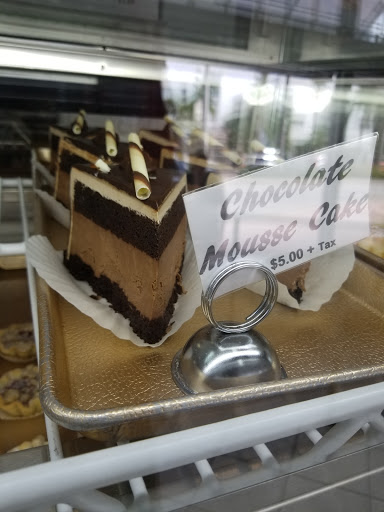 Chocolate
Mousse Cake
$5.00 + Tax